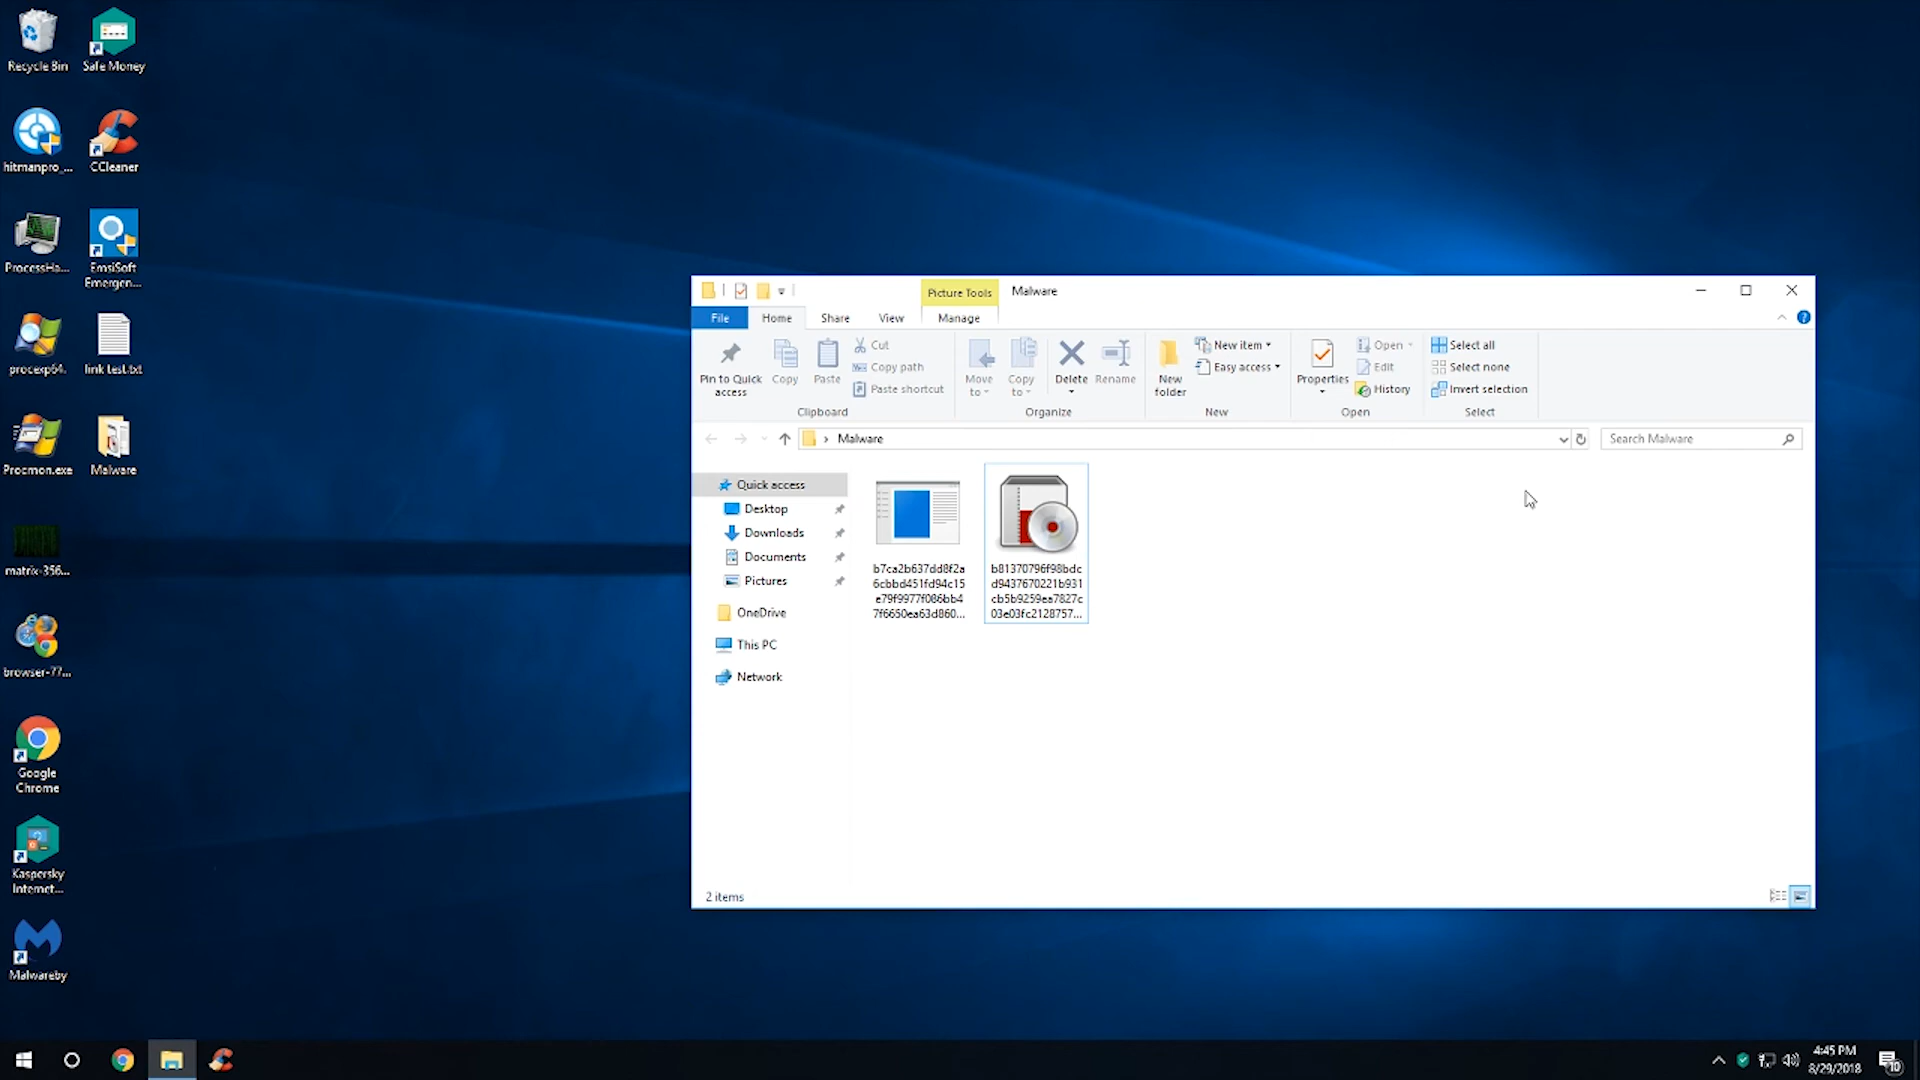 Recycle Bin
Safe Money
hitmanpro_...
CCleaner
ProcessHa...
EmsiSoft
Emergen...
procexp64.
link test.txt
Procmon.exe
Malware
matrix-356...
browser-77...
Google
Chrome
Kaspersky
Internet...
Malwareby
Picture Tools
Malware
File
Home
Share
View
Manage
Pin to Quick
access
Copy
Paste
Cut
Copy path
Paste shortcut
Clipboard
Move
to
Copy
to
Delete
Rename
Organize
New
folder
New item
Easy access
New
Properties
Open
Edit
History
Open
Select all
Select none
Invert selection
Select
Malware
Search Malware
Quick access
Desktop
Downloads
Documents
Pictures
OneDrive
This PC
Network
b7ca2b637dd8f2a
6cbbd451fd94c15
e79f9977f086bb4
7f6650ea63d860...
b81370796f98bdc
d9437670221b931
cb5b9259ea7827c
03e03fc2128757...
2 items
4:45 PM
8/29/2018
10